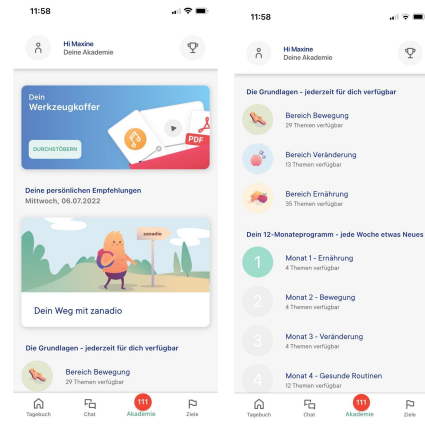 11:58
Hi Maxine
Deine Akademie
Dein
Werkzeugkoffer
DURCHSTÖBERN
PDF
Deine persönlichen Empfehlungen
Mittwoch, 06.07.2022
zanadio
Dein Weg mit zanadio
Die Grundlagen - jederzeit für dich verfügbar
Bereich Bewegung
29 Themen verfügbar
111
Tagebuch
Chat
Akademie
Ziele
11:58
Hi Maxine
Deine Akademie
Die Grundlagen - jederzeit für dich verfügbar
Bereich Bewegung
29 Themen verfügbar
Bereich Veränderung
13 Themen verfügbar
Bereich Ernährung
35 Themen verfügbar
Dein 12-Monateprogramm - jede Woche etwas Neues
1
Monat 1 - Ernährung
4 Themen verfügbar
2
Monat 2 - Bewegung
4 Themen verfügbar
3
Monat 3 - Veränderung
4 Themen verfügbar
4
Monat 4 - Gesunde Routinen
12 Themen verfügbar
111
Tagebuch
Chat
Akademie
Ziele